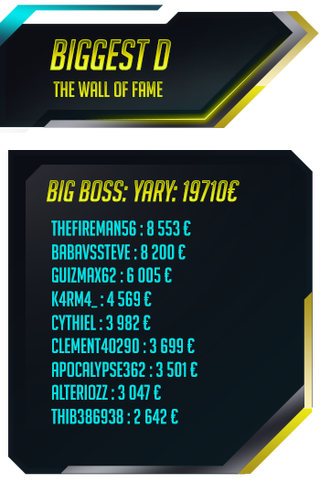 BIGGEST D
THE WALL OF FAME
BIG BOSS: YARY: 19710€
THEFIREMAN56 : 8 553 €
BABAVSSTEVE : 8 200 €
GUIZMAX62 : 6 005 €
K4RM4_ : 4 569 €
CYTHIEL : 3 982 €
CLEMENT40290 : 3 699 €
APOCALYPSE362 : 3 501 €
ALTERIOZZ : 3 047 €
THIB386938 : 2 642 €